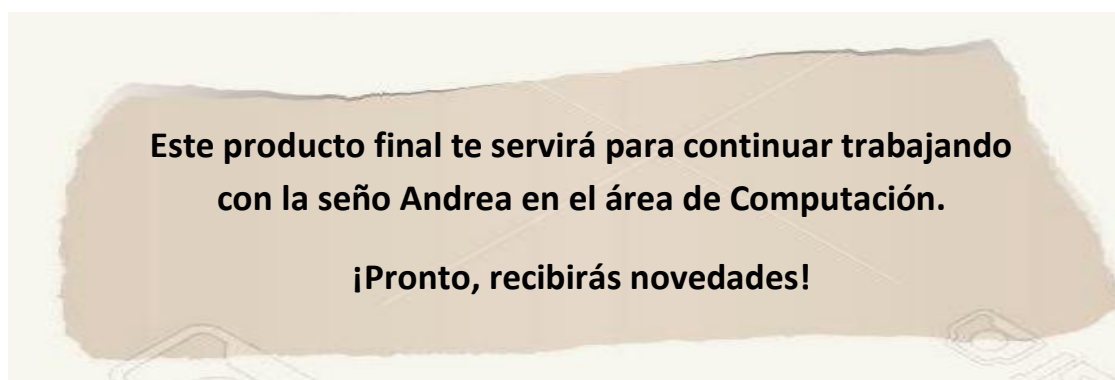 Este producto final te servirá para continuar trabajando
con la seño Andrea en el área de Computación.
¡Pronto, recibirás novedades!